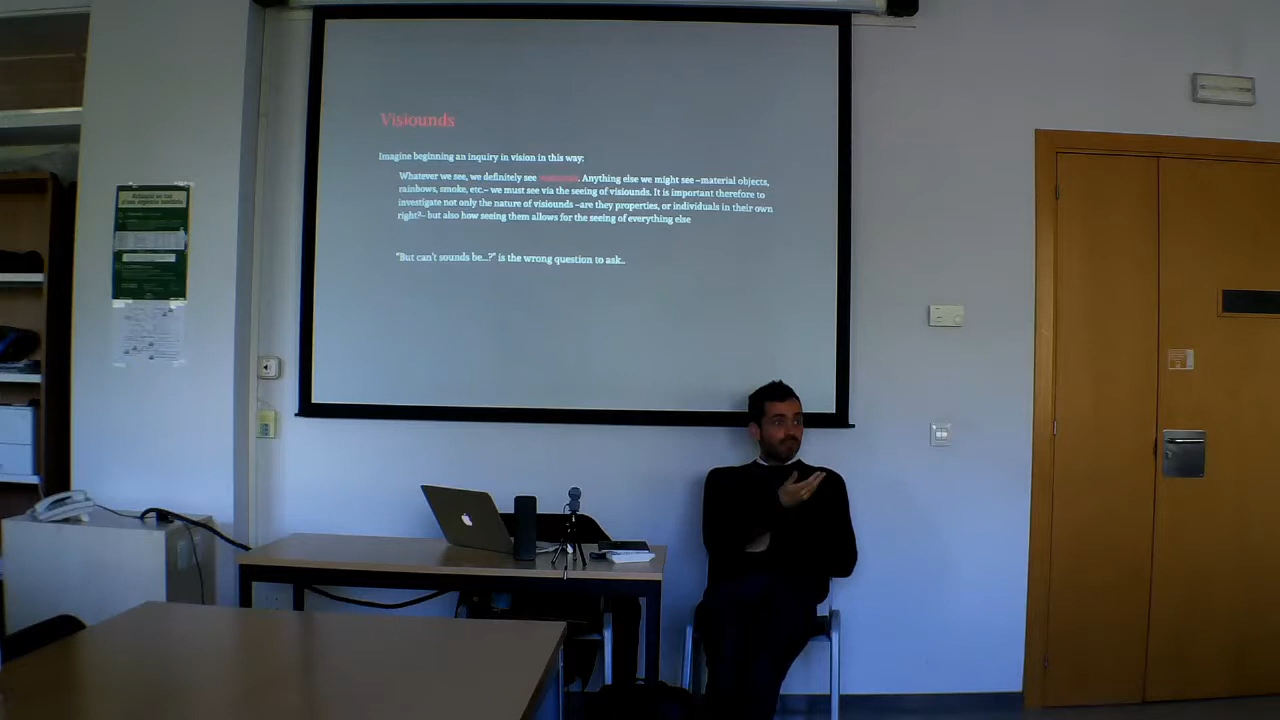 Visiounds
Imagine beginning an inquiry in vision in this way:
Whatever we see, we definitely see visiounds. Anything else we might see –material objects,
rainbows, smoke, etc.– we must see via the seeing of visiounds. It is important therefore to
investigate not only the nature of visiounds –are they properties, or individuals in their own
right?– but also how seeing them allows for the seeing of everything else
"But can't sounds be...?" is the wrong question to ask..